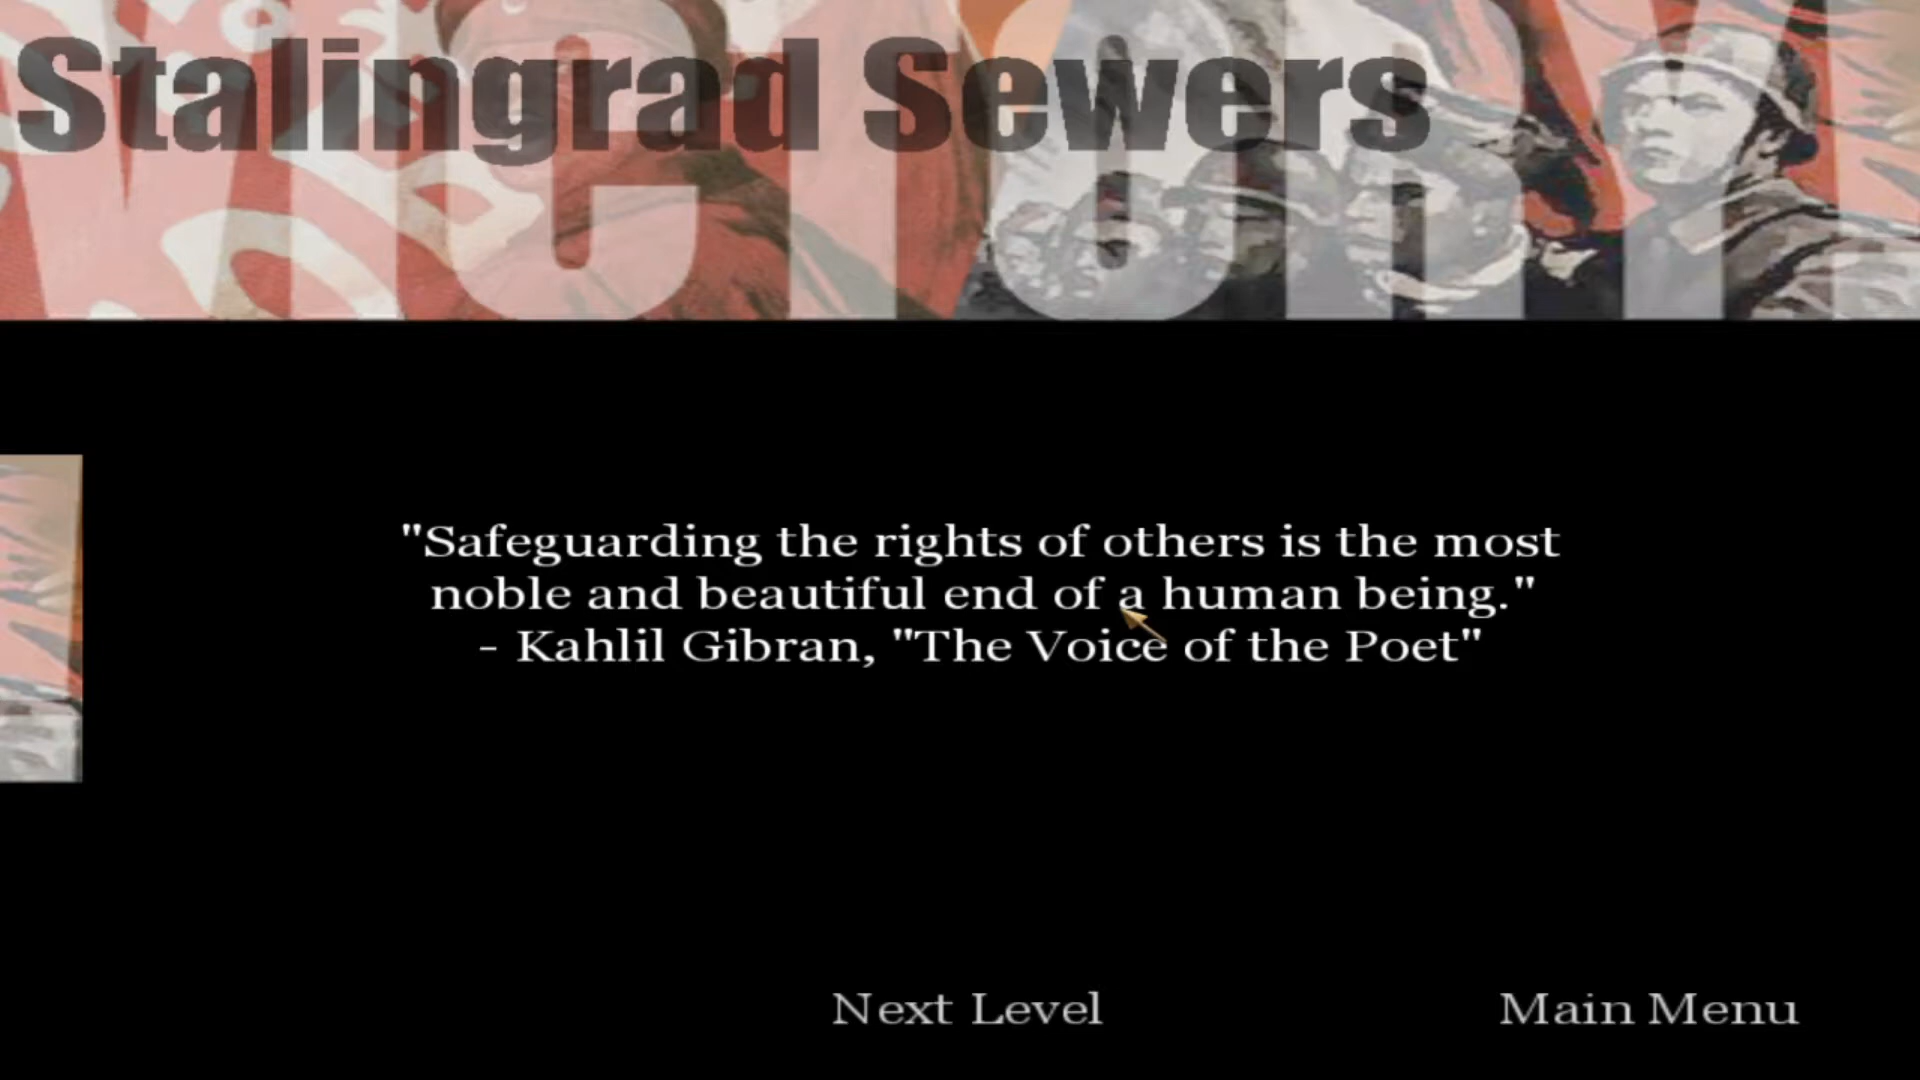 Stalingrad Sewers
VICTORY
"Safeguarding the rights of others is the most
noble and beautiful end of a human being."
- Kahlil Gibran, "The Voice of the Poet"
Next Level
Main Menu